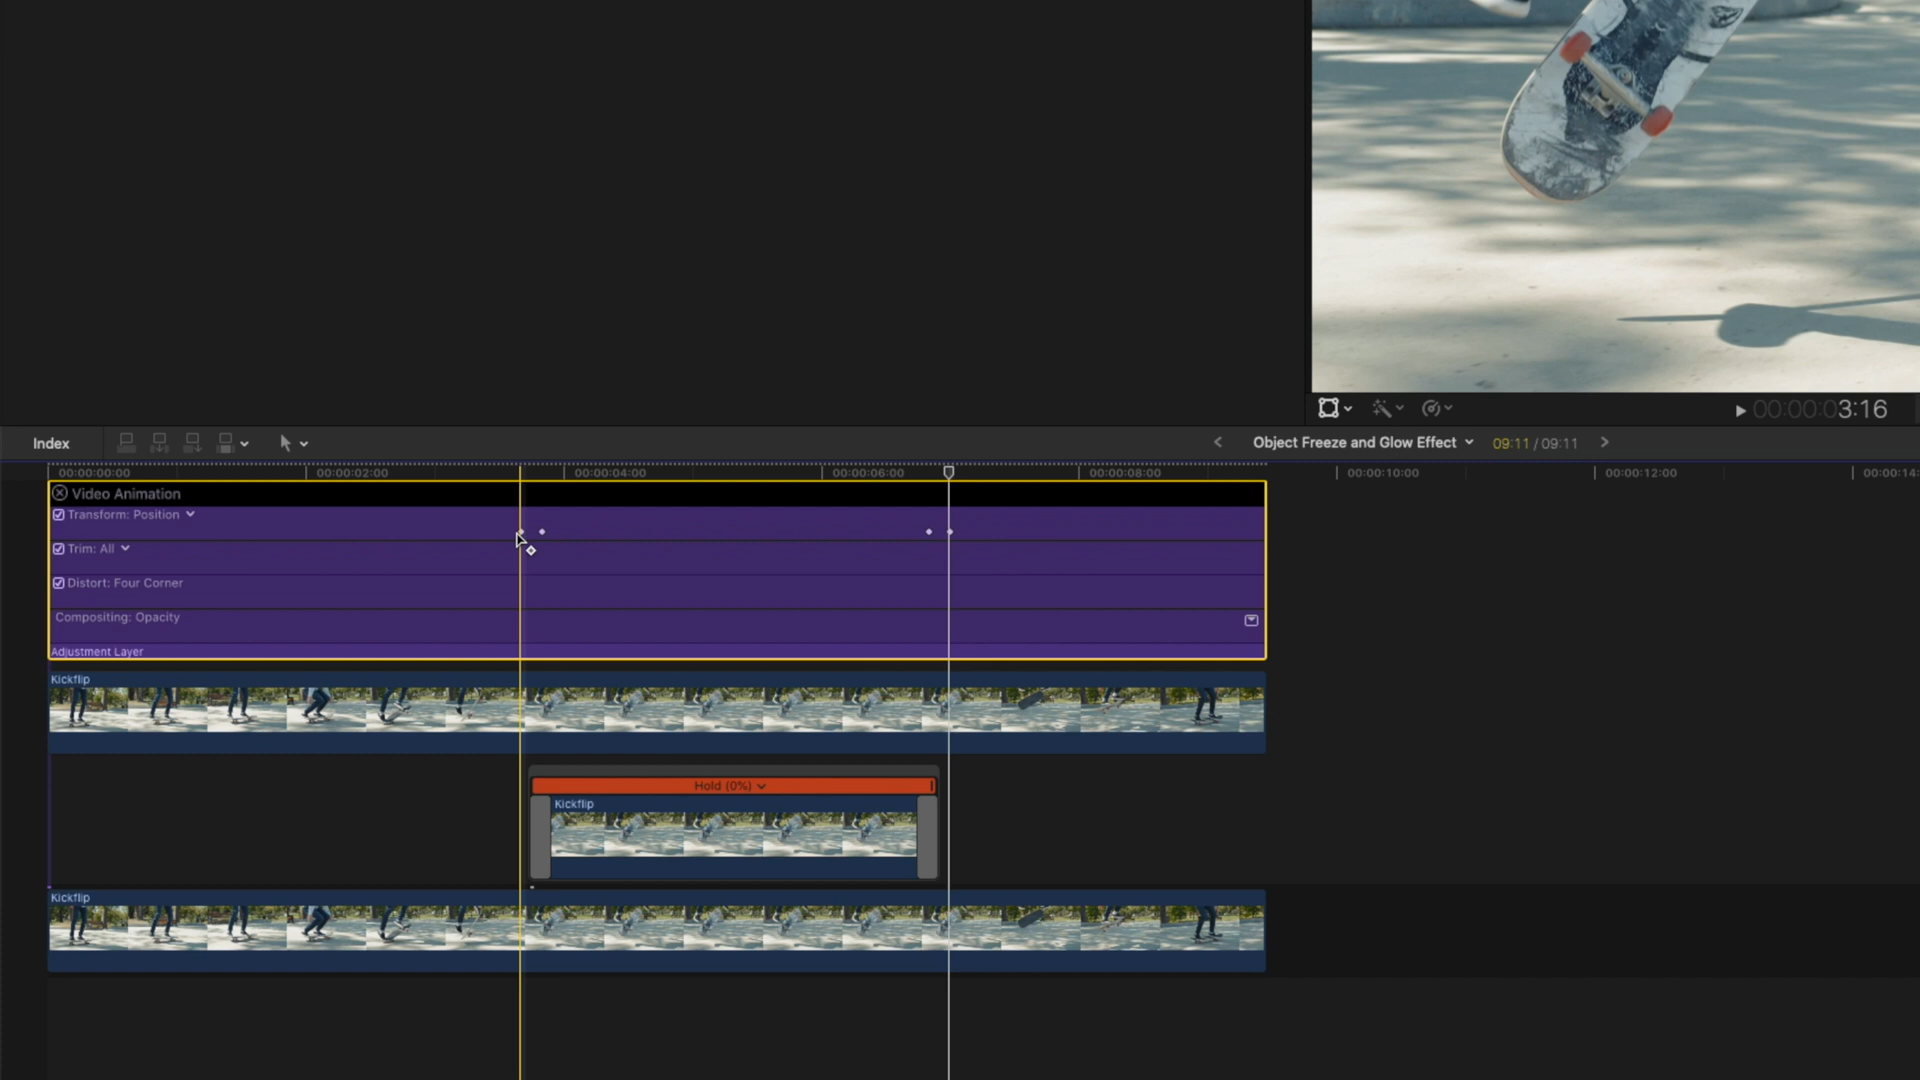 00:00:03:16
Index
Object Freeze and Glow Effect
09:11 / 09:11
00:00:00:00
00:00:02:00
00:00:04:00
00:00:06:00
00:00:08:00
00:00:10:00
00:00:12:00
00:00:14:
Video Animation
Transform: Position
Trim: All
Distort: Four Corner
Compositing: Opacity
Adjustment Layer
Kickflip
Hold (0%)
Kickflip
Kickflip